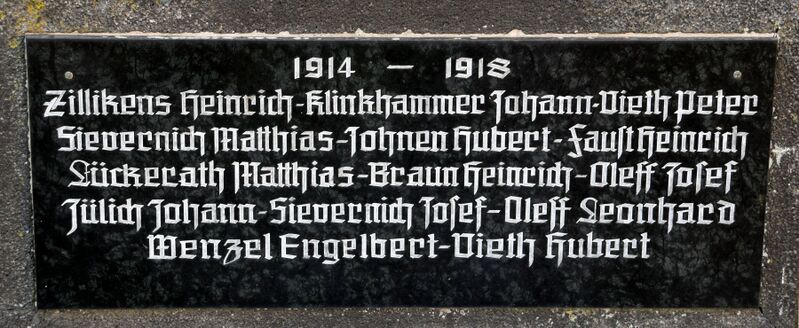 1914 – 1918
Zillikens Heinrich-Klinkhammer Johann-Vieth Peter
Sievernich Matthias-Johnen Hubert-Fauſt Heinrich
Lückerath Matthias-Braun Heinrich-Oleff Joſef
Jülich Johann-Sievernich Joſef-Oleff Leonhard
Wenzel Engelbert-Vieth Hubert